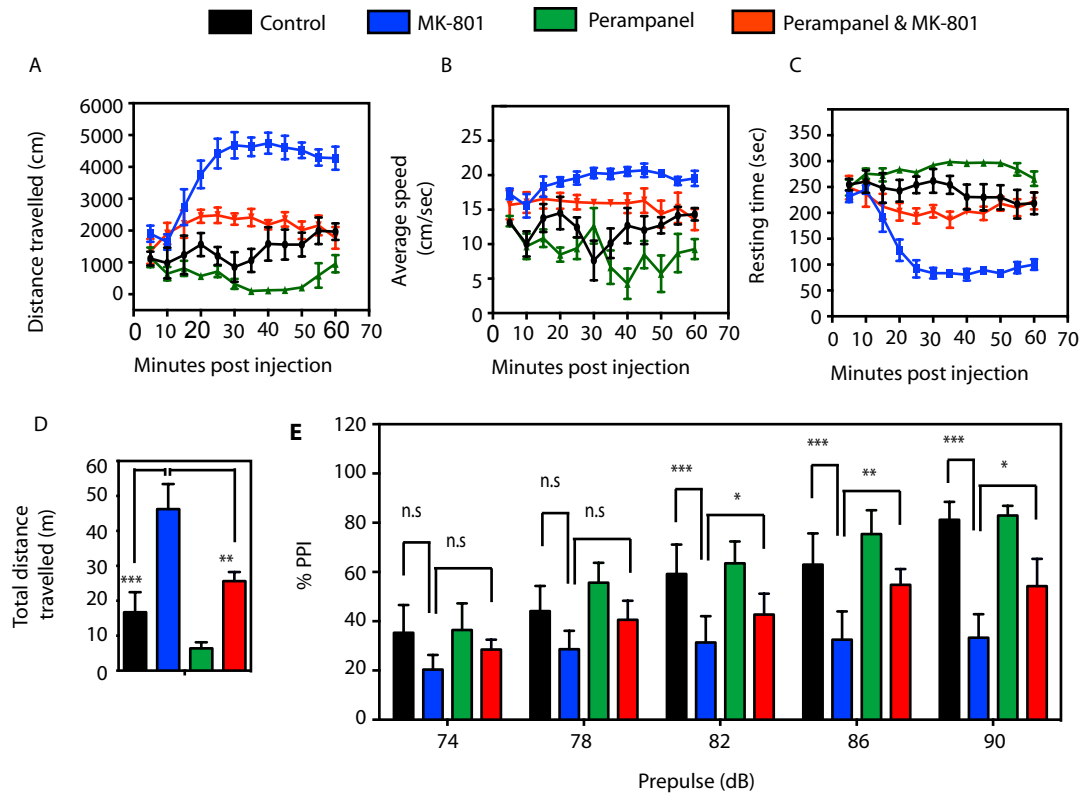 Control MK-801 Perampanel Perampanel & MK-801
A
Distance travelled (cm)
6000
5000
4000
3000
2000
1000
0
0 10 20 30 40 50 60 70
Minutes post injection
B
Average speed
(cm/sec)
25
20
15
10
5
0
0 10 20 30 40 50 60 70
Minutes post injection
C
Resting time (sec)
350
300
250
200
150
100
50
0
0 10 20 30 40 50 60 70
Minutes post injection
D
Total distance
travelled (m)
60
50
40
30
20
10
0
*** **
E
% PPI
120
100
80
60
40
20
0
n.s n.s
n.s n.s
*** *
*** **
*** *
74 78 82 86 90
Prepulse (dB)